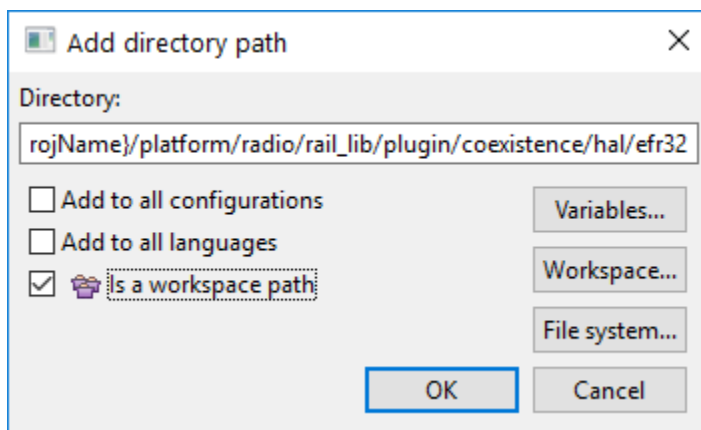 Add directory path
Directory:
rojName}/platform/radio/rail_lib/plugin/coexistence/hal/efr32
Add to all configurations
Variables...
Add to all languages
Workspace...
Is a workspace path
File system...
OK
Cancel